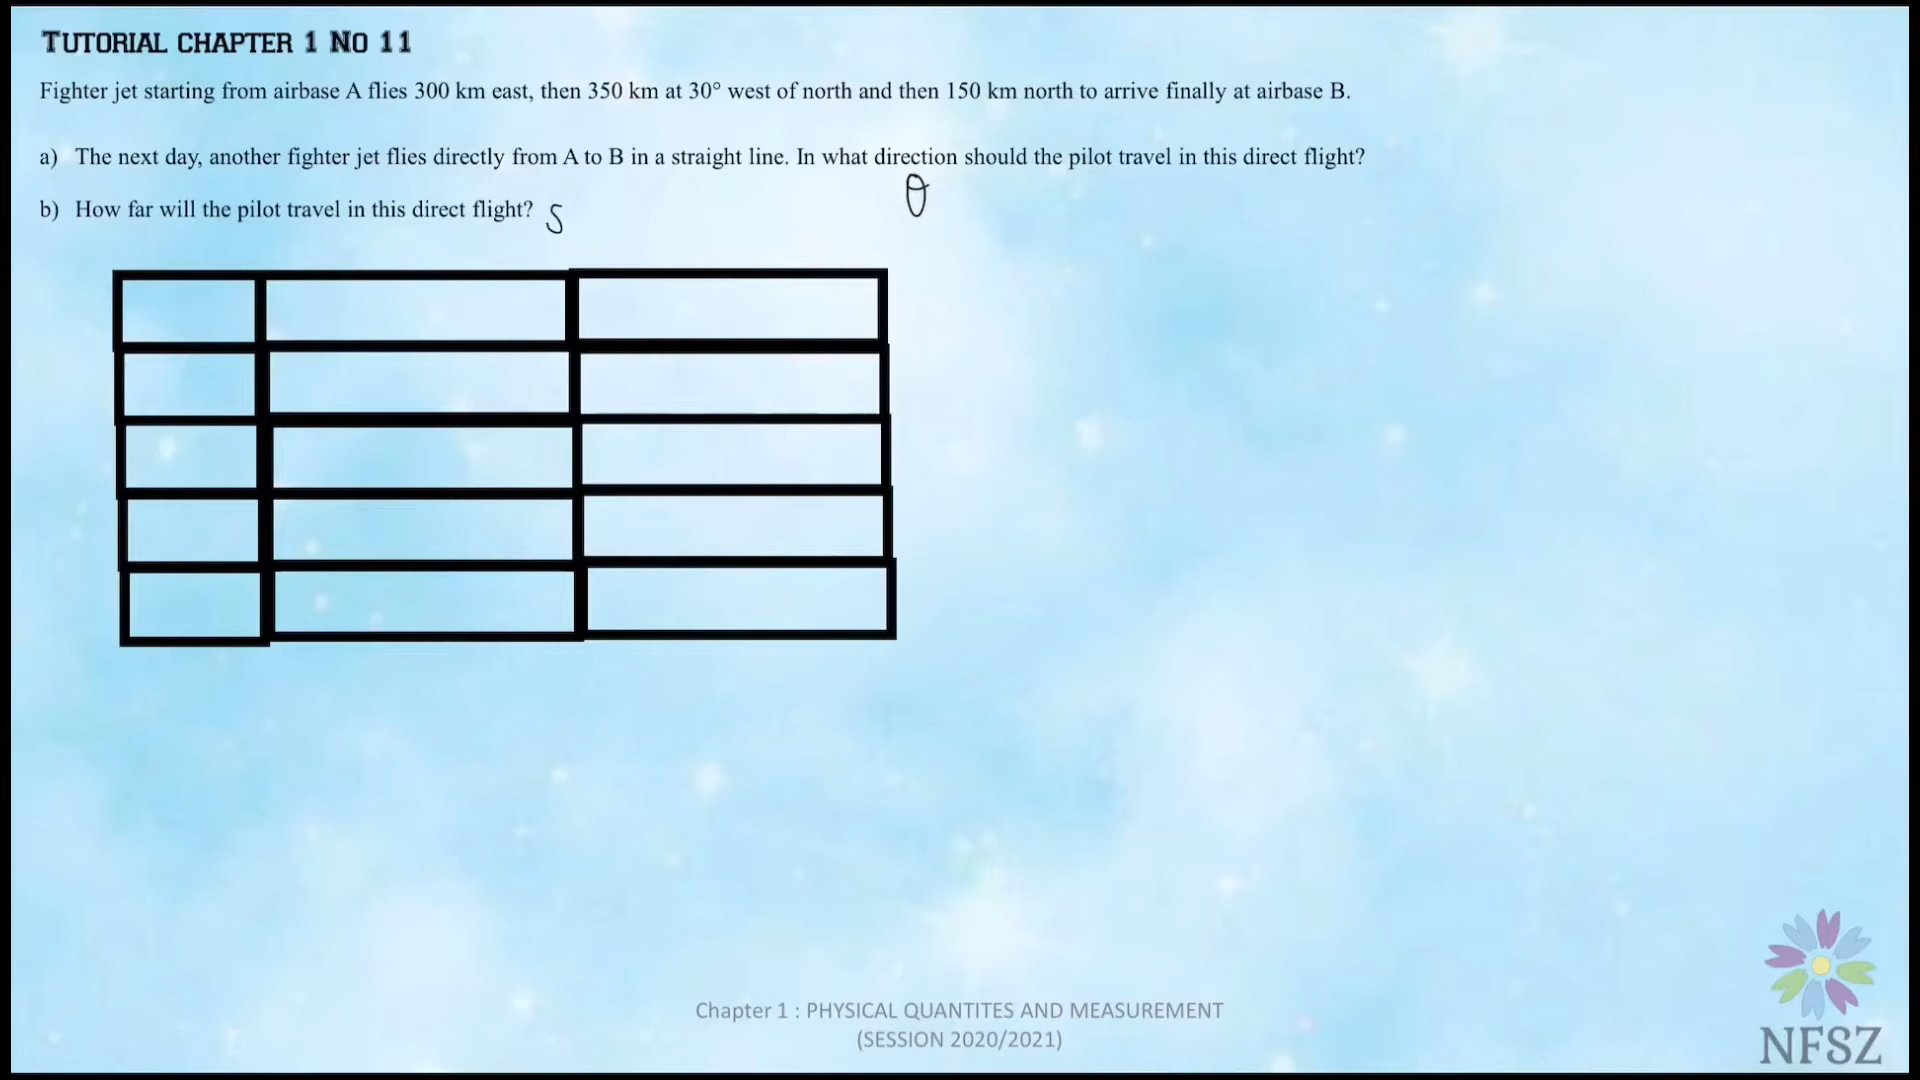 TUTORIAL CHAPTER 1 NO 11
Fighter jet starting from airbase A flies 300 km east, then 350 km at 30° west of north and then 150 km north to arrive finally at airbase B.
a) The next day, another fighter jet flies directly from A to B in a straight line. In what direction should the pilot travel in this direct flight?
θ
b) How far will the pilot travel in this direct flight? S
Chapter 1 : PHYSICAL QUANTITES AND MEASUREMENT
(SESSION 2020/2021)
NFSZ